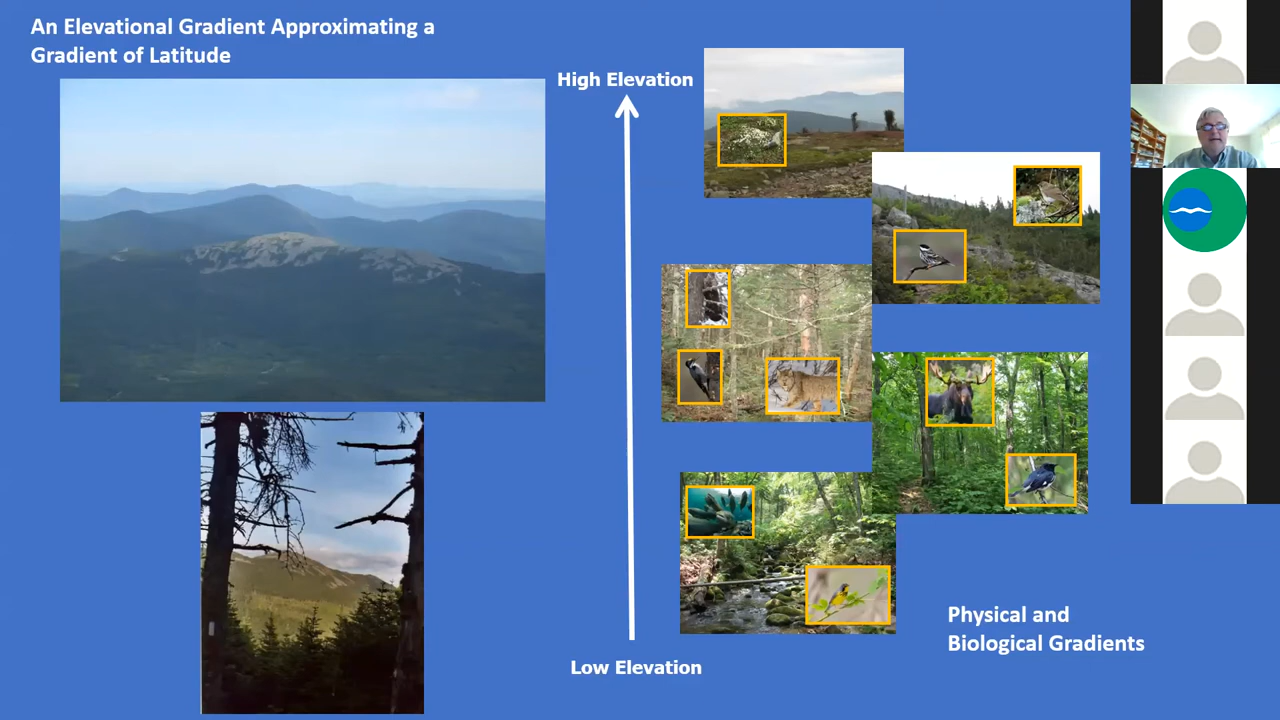 An Elevational Gradient Approximating a
Gradient of Latitude
High Elevation
Low Elevation
Physical and
Biological Gradients